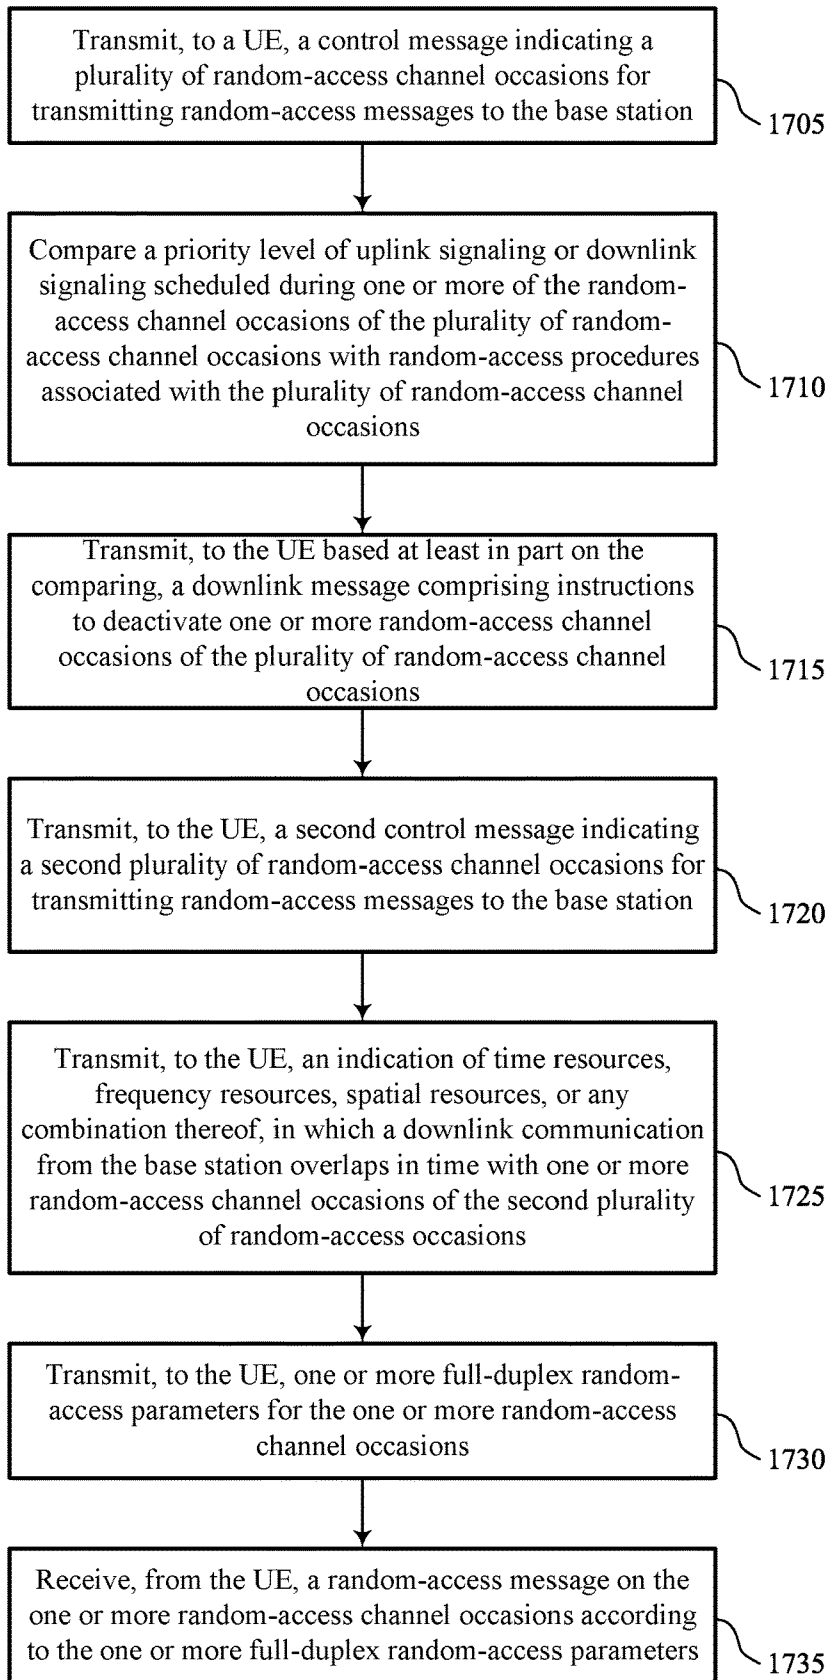 Transmit, to a UE, a control message indicating a
plurality of random-access channel occasions for
transmitting random-access messages to the base station
1705
Compare a priority level of uplink signaling or downlink
signaling scheduled during one or more of the random-
access channel occasions of the plurality of random-
access channel occasions with random-access procedures
associated with the plurality of random-access channel
occasions
1710
Transmit, to the UE based at least in part on the
comparing, a downlink message comprising instructions
to deactivate one or more random-access channel
occasions of the plurality of random-access channel
occasions
1715
Transmit, to the UE, a second control message indicating
a second plurality of random-access channel occasions for
transmitting random-access messages to the base station
1720
Transmit, to the UE, an indication of time resources,
frequency resources, spatial resources, or any
combination thereof, in which a downlink communication
from the base station overlaps in time with one or more
random-access channel occasions of the second plurality
of random-access occasions
1725
Transmit, to the UE, one or more full-duplex random-
access parameters for the one or more random-access
channel occasions
1730
Receive, from the UE, a random-access message on the
one or more random-access channel occasions according
to the one or more full-duplex random-access parameters
1735